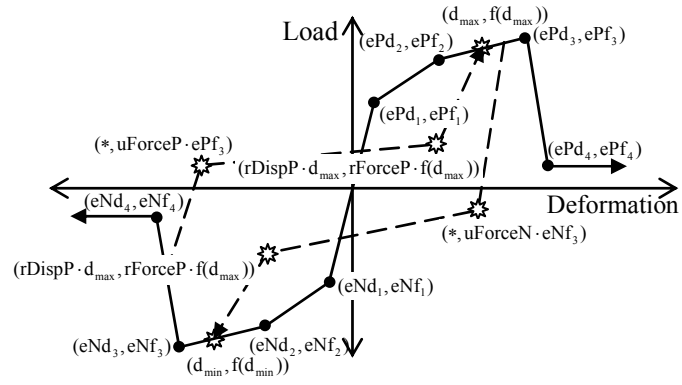 (d_max, f(d_max))
Load
(ePd_2, ePf_2)
(ePd_3, ePf_3)
(ePd_1, ePf_1)
(*, uForceP · ePf_3)
(ePd_4, ePf_4)
(rDispP · d_max, rForceP · f(d_max))
(eNd_4, eNf_4)
Deformation
(*, uForceN · eNf_3)
(rDispP · d_max, rForceP · f(d_max))
(eNd_1, eNf_1)
(eNd_3, eNf_3)
(eNd_2, eNf_2)
(d_min, f(d_min))